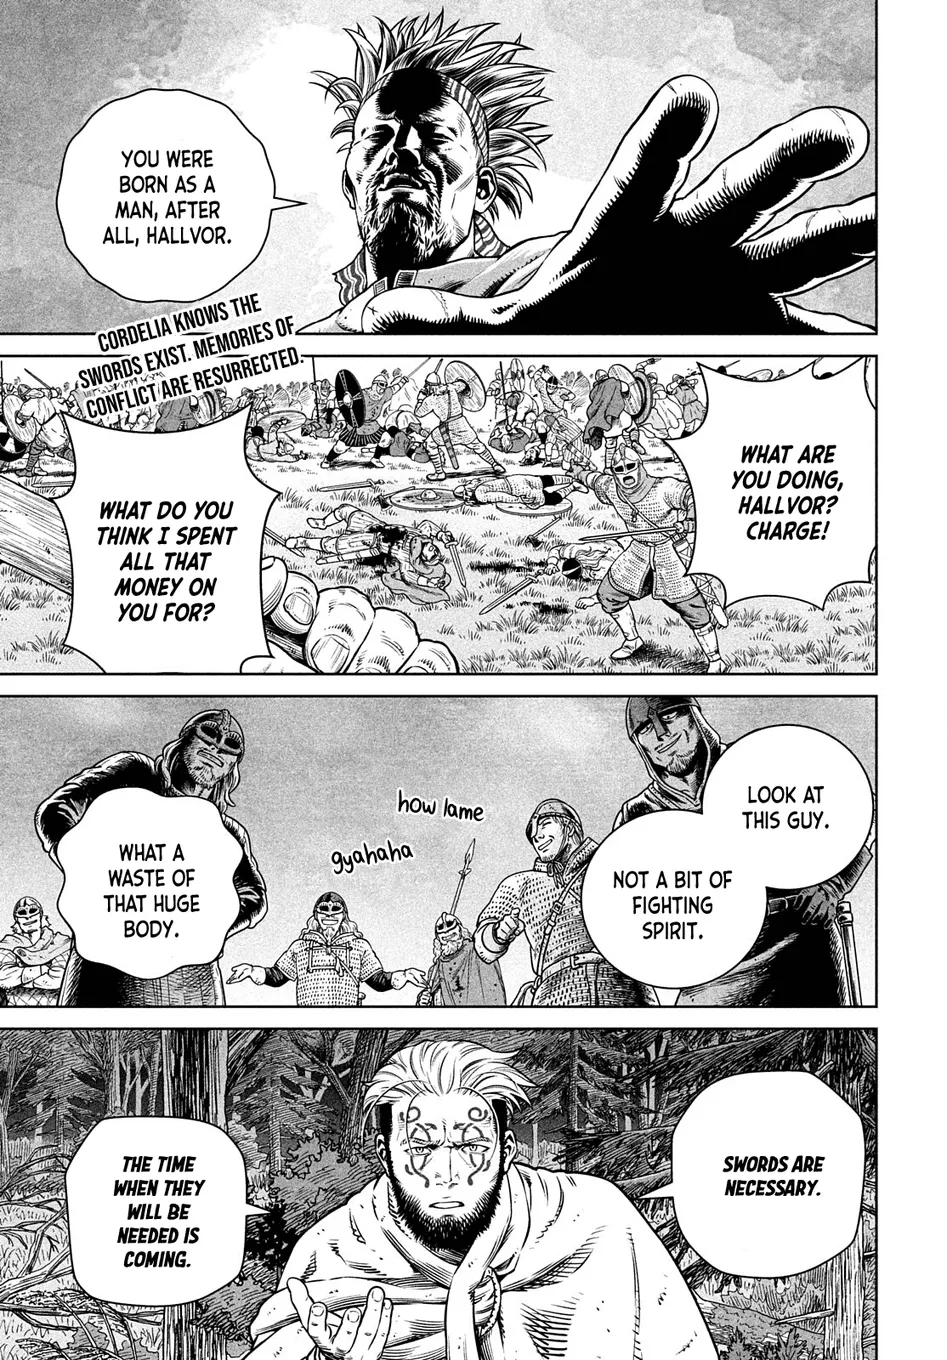 YOU WERE
BORN AS A
MAN, AFTER
ALL, HALLVOR.
CORDELIA KNOWS THE
SWORDS EXIST. MEMORIES OF
CONFLICT ARE RESURRECTED.
WHAT ARE
YOU DOING,
HALLVOR?
CHARGE!
WHAT DO YOU
THINK I SPENT
ALL THAT
MONEY ON
YOU FOR?
LOOK AT
THIS GUY.
NOT A BIT OF
FIGHTING
SPIRIT.
how lame
gyahaha
WHAT A
WASTE OF
THAT HUGE
BODY.
SWORDS ARE
NECESSARY.
THE TIME
WHEN THEY
WILL BE
NEEDED IS
COMING.